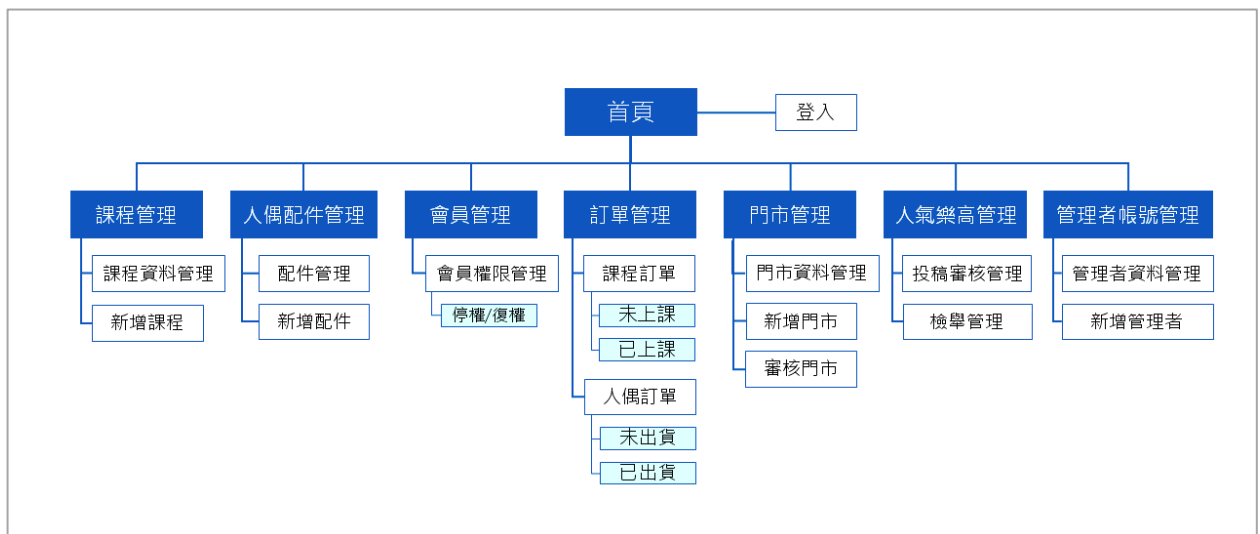 首頁
登入
課程管理
人偶配件管理
會員管理
訂單管理
門市管理
人氣樂高管理
管理者帳號管理
課程資料管理
配件管理
會員權限管理
課程訂單
門市資料管理
投稿審核管理
管理者資料管理
新增課程
新增配件
停權/復權
未上課
新增門市
檢舉管理
新增管理者
已上課
審核門市
人偶訂單
未出貨
已出貨